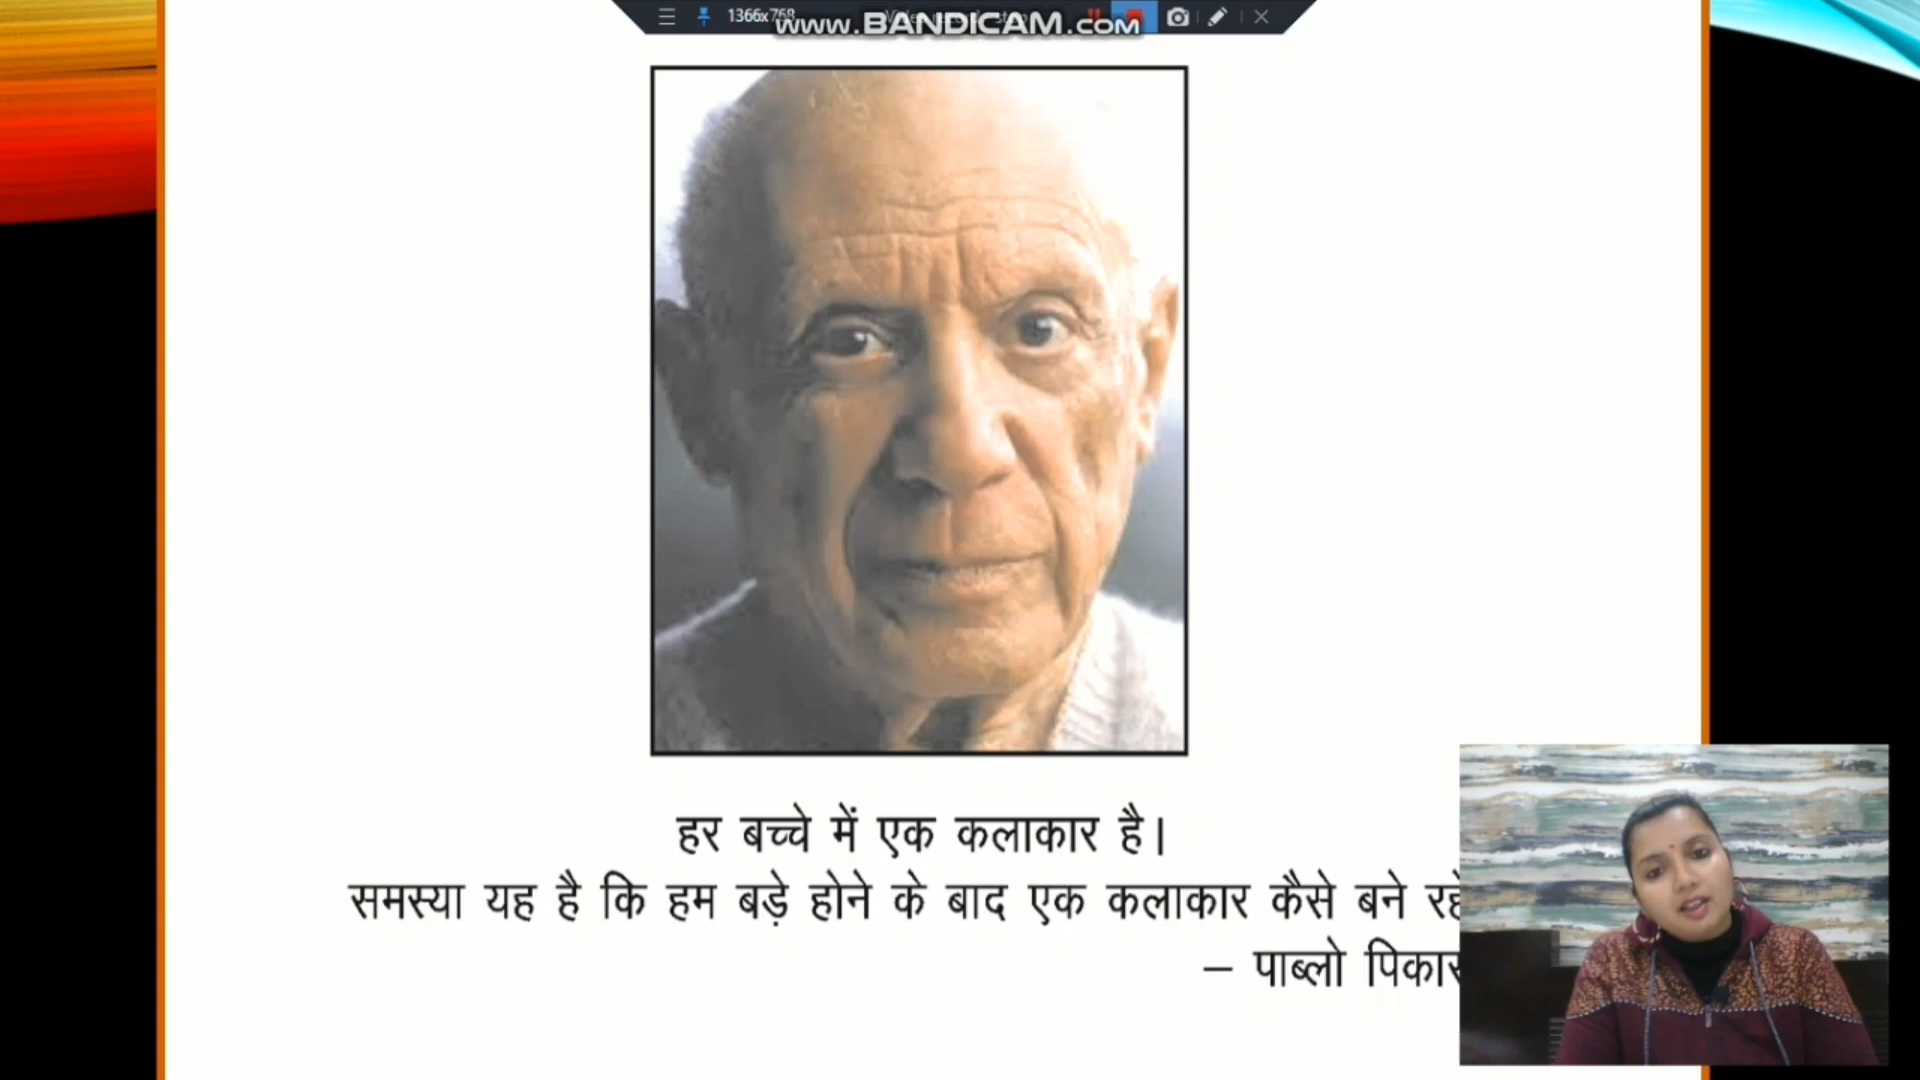 1366x768
www.BANDICAM.com
हर बच्चे में एक कलाकार है।
समस्या यह है कि हम बड़े होने के बाद एक कलाकार कैसे बने
– पाब्लो